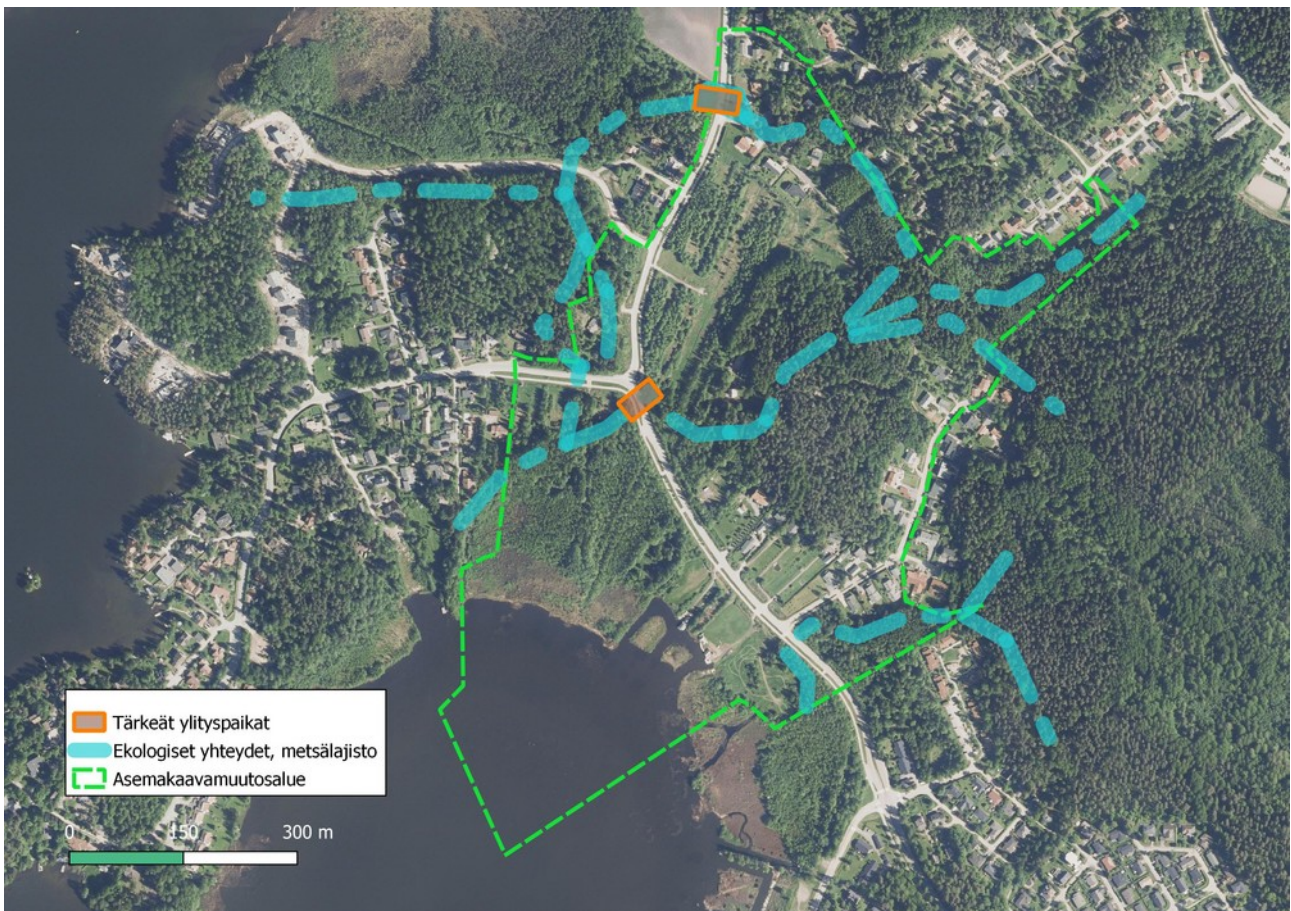 Tärkeät ylityspaikat
Ekologiset yhteydet, metsälajisto
Asemakaavamuutosalue
0 150 300 m